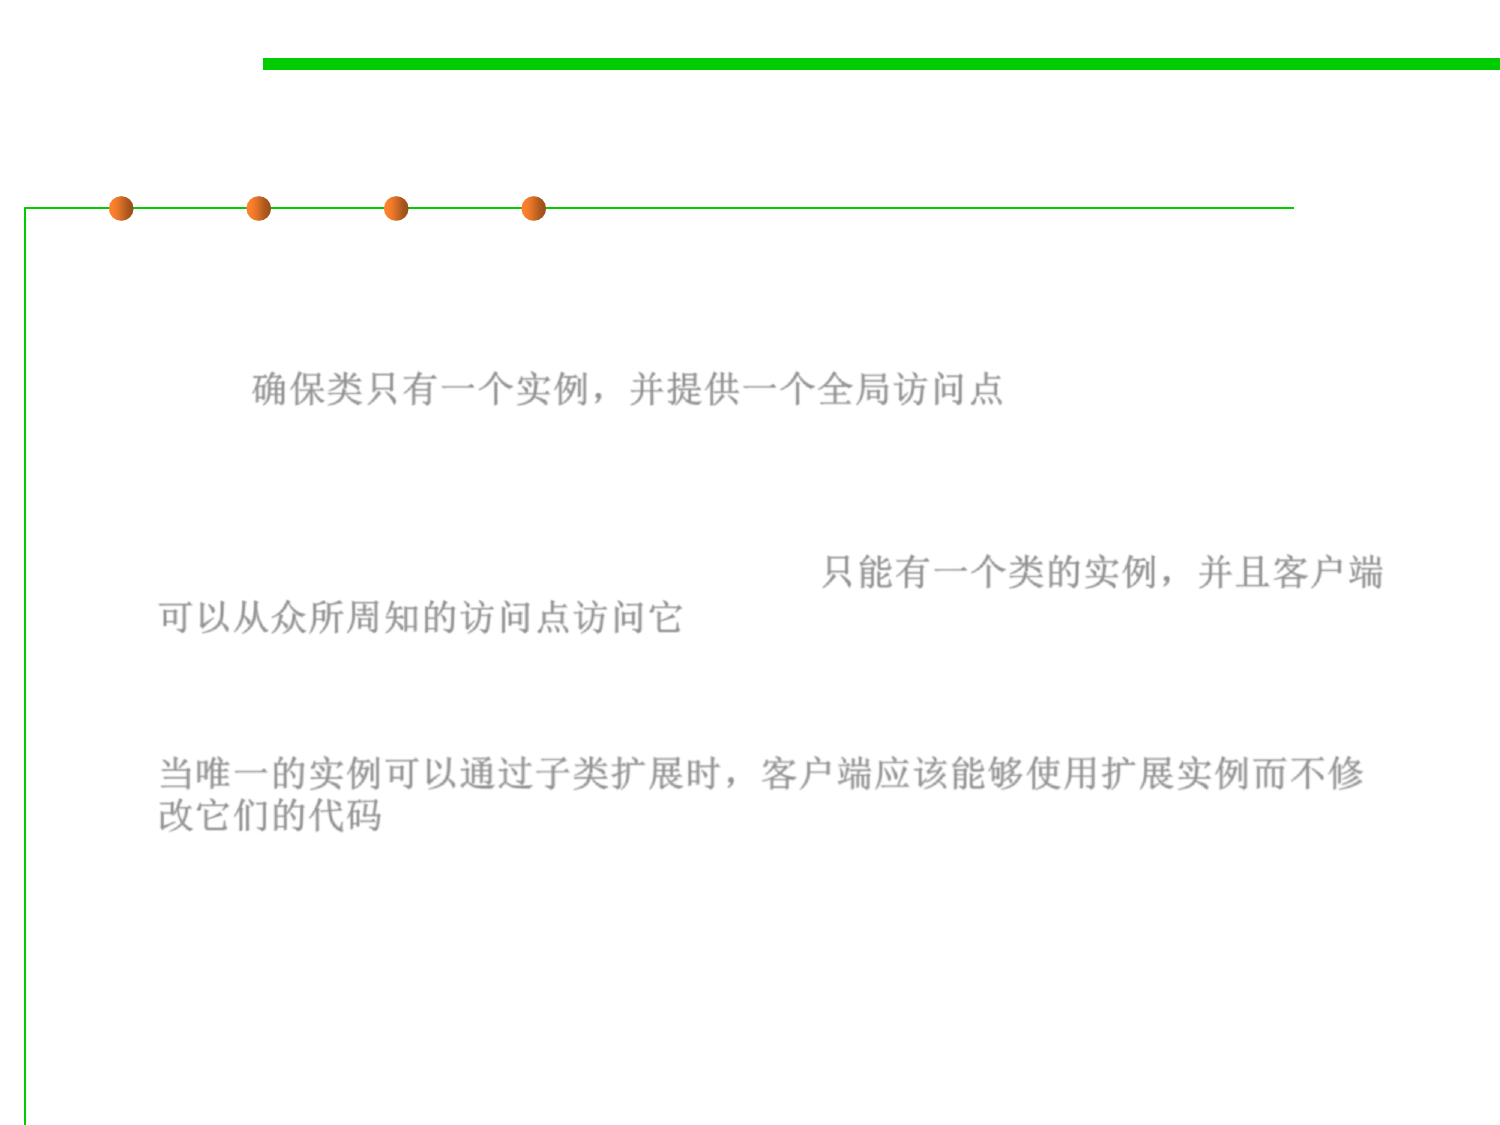 确保类只有一个实例，并提供一个全局访问点
只能有一个类的实例，并且客户端
可以从众所周知的访问点访问它
当唯一的实例可以通过子类扩展时，客户端应该能够使用扩展实例而不修
改它们的代码